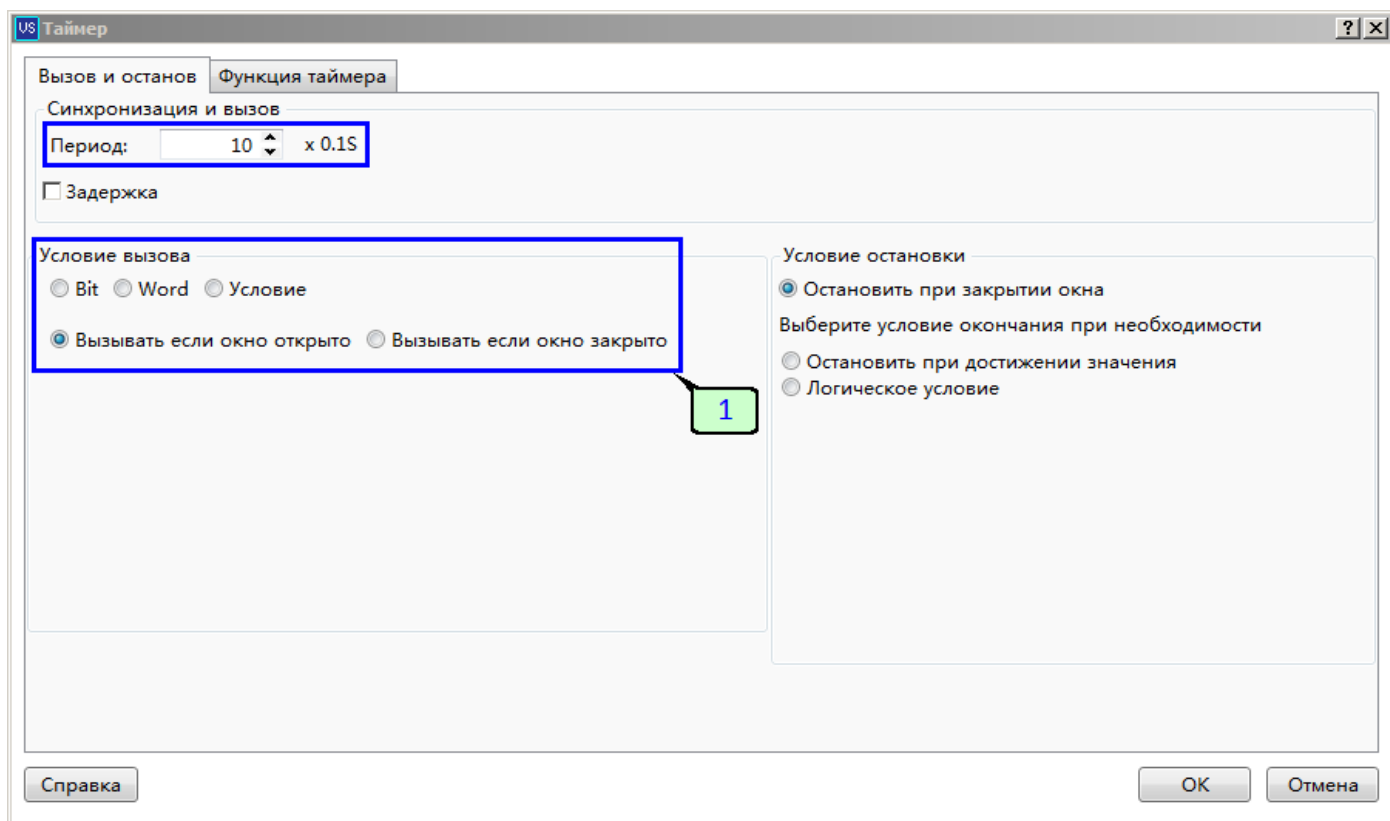 VS Таймер ? X
Вызов и останов Функция таймера
Синхронизация и вызов
Период: 10 x 0.1S
Задержка
Условие вызова
Bit Word Условие
Вызывать если окно открыто Вызывать если окно закрыто
1
Условие остановки
Остановить при закрытии окна
Выберите условие окончания при необходимости
Остановить при достижении значения
Логическое условие
Справка OK Отмена